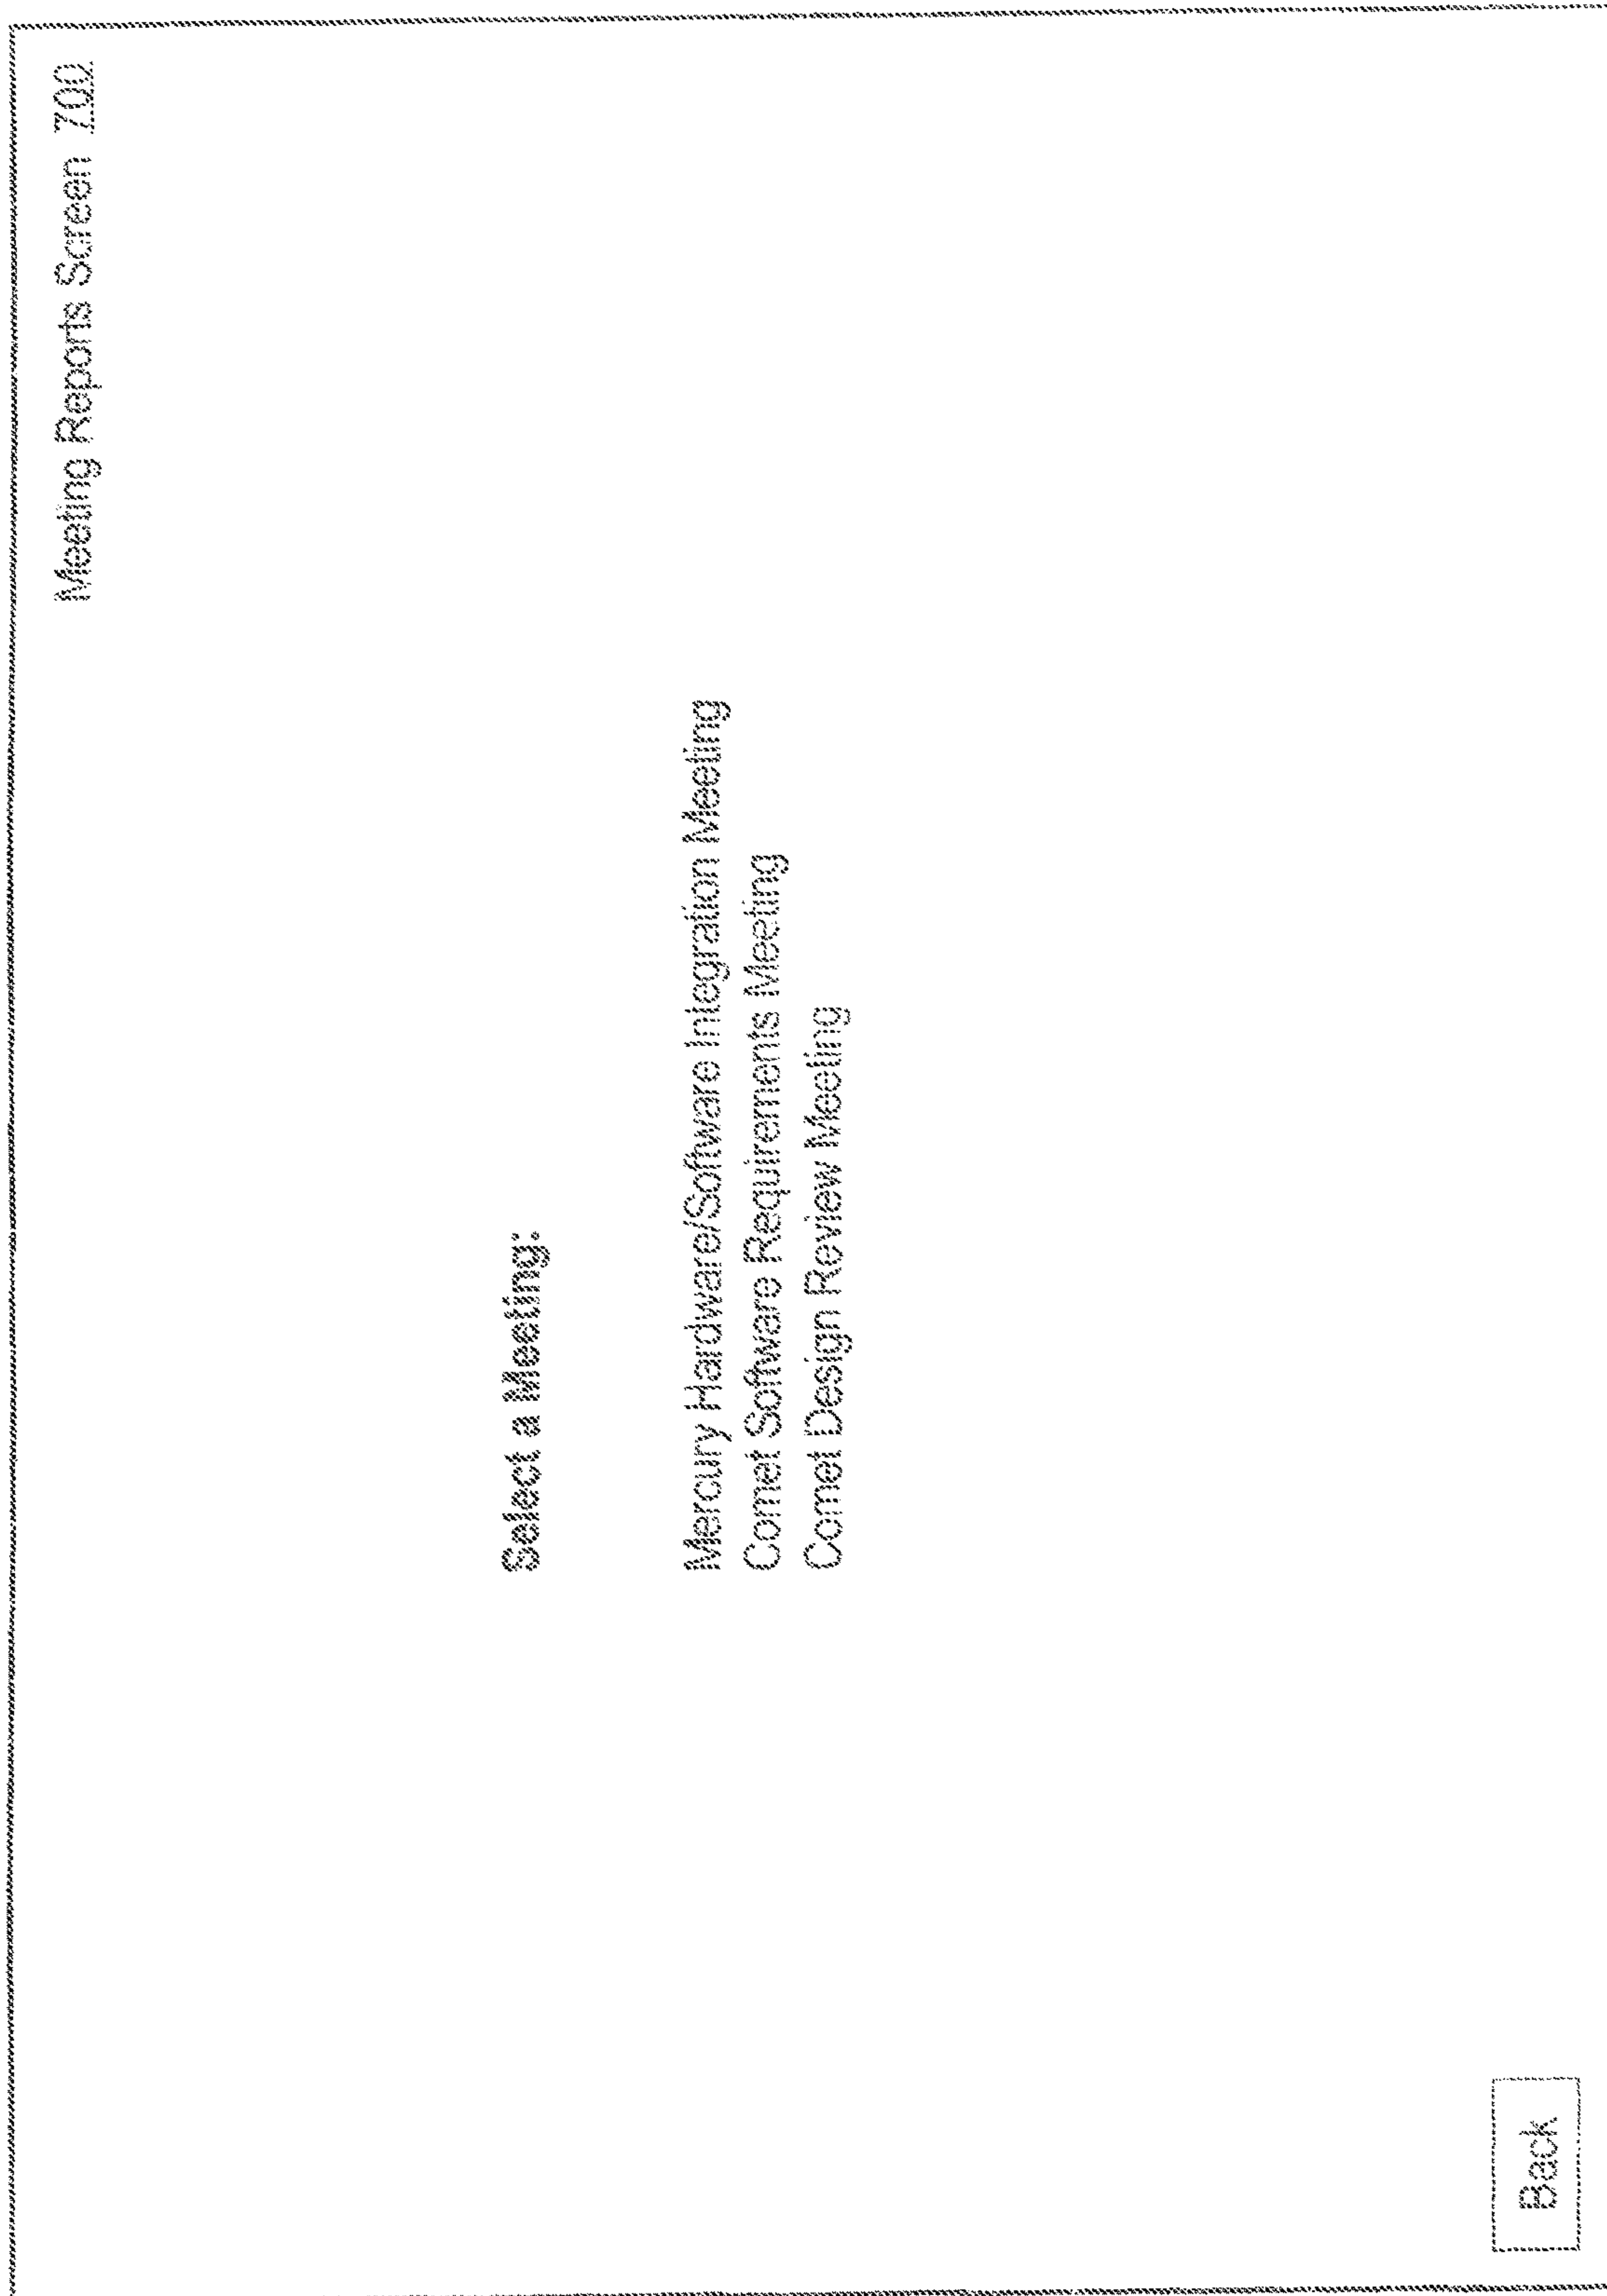 Meeting Reports Screen 700
Select a Meeting:
Mercury Hardware/Software Integration Meeting
Comet Software Requirements Meeting
Comet Design Review Meeting
Back